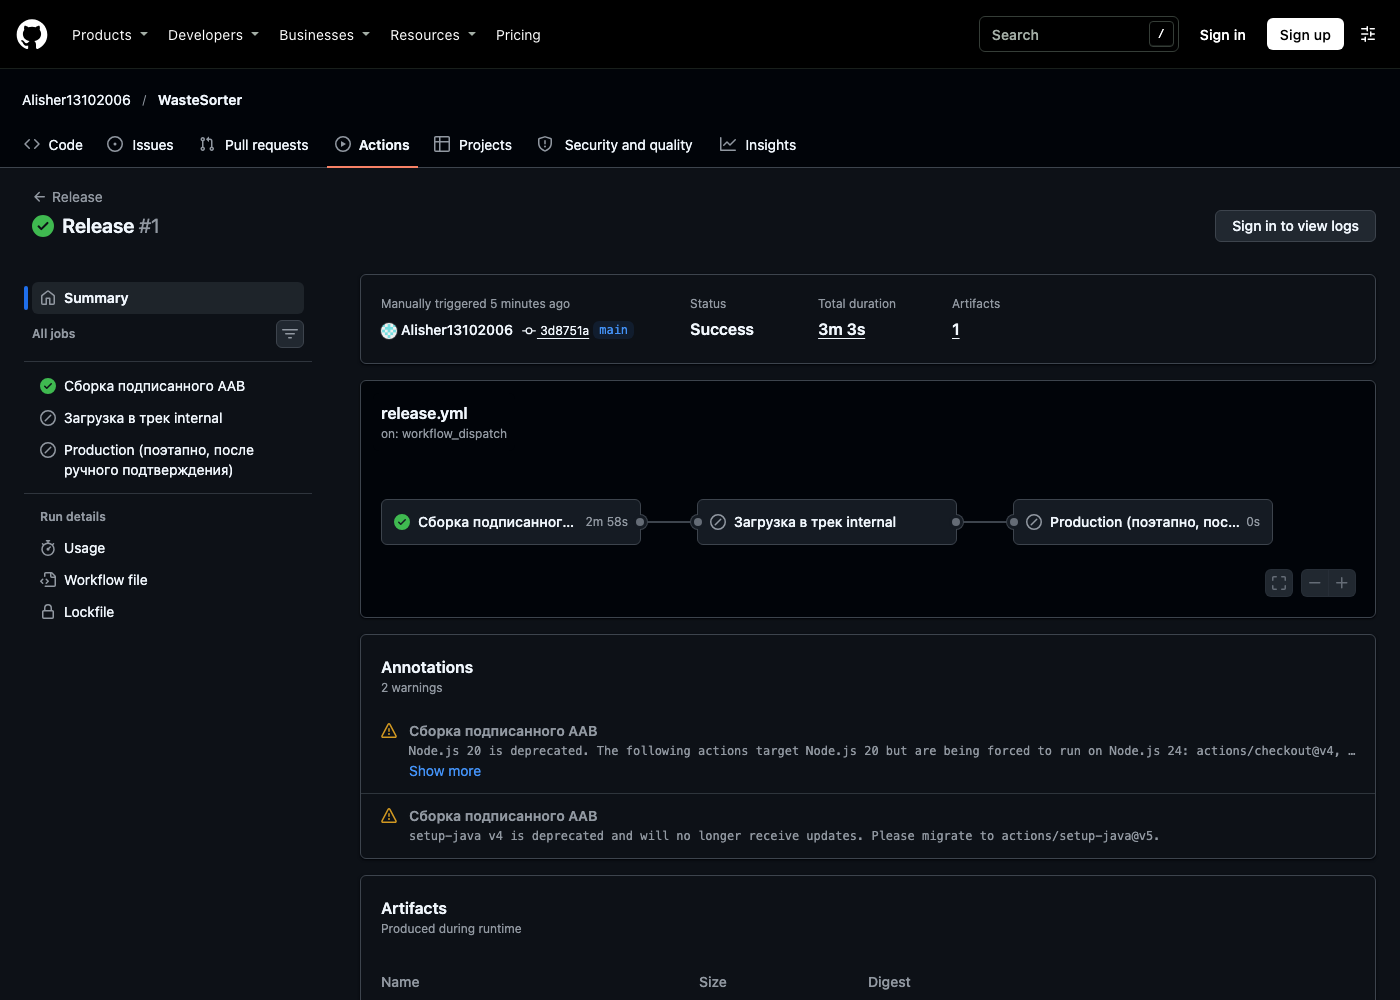 Products
Developers
Businesses
Resources
Pricing
Search
/
Sign in
Sign up
Alisher13102006 / WasteSorter
Code
Issues
Pull requests
Actions
Projects
Security and quality
Insights
← Release
Release #1
Sign in to view logs
Summary
All jobs
Сборка подписанного AAB
Загрузка в трек internal
Production (поэтапно, после
ручного подтверждения)
Run details
Usage
Workflow file
Lockfile
Manually triggered 5 minutes ago
Alisher13102006 3d8751a main
Status
Success
Total duration
3m 3s
Artifacts
1
release.yml
on: workflow_dispatch
Сборка подписанног... 2m 58s
Загрузка в трек internal
Production (поэтапно, пос... 0s
Annotations
2 warnings
Сборка подписанного AAB
Node.js 20 is deprecated. The following actions target Node.js 20 but are being forced to run on Node.js 24: actions/checkout@v4, …
Show more
Сборка подписанного AAB
setup-java v4 is deprecated and will no longer receive updates. Please migrate to actions/setup-java@v5.
Artifacts
Produced during runtime
Name
Size
Digest